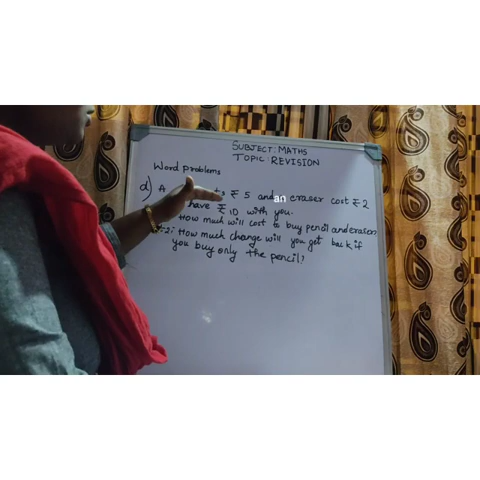 SUBJECT: MATHS
TOPIC: REVISION
Word problems
d) A ₹ 5 and an eraser cost ₹ 2
have ₹ 10 with you.
How much will cost to buy pencil and eraser
2: How much change will you get back if
you buy only the pencil?